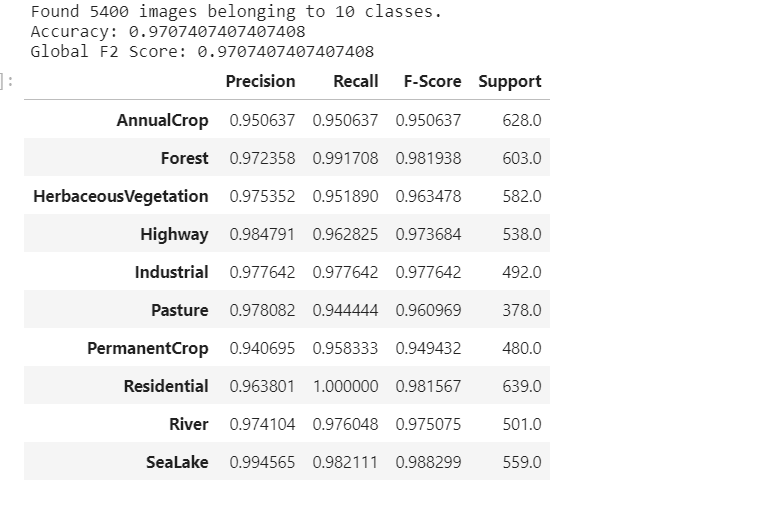 Found 5400 images belonging to 10 classes.
Accuracy: 0.9707407407407408
Global F2 Score: 0.9707407407407408
]:
Precision Recall F-Score Support
AnnualCrop 0.950637 0.950637 0.950637 628.0
Forest 0.972358 0.991708 0.981938 603.0
HerbaceousVegetation 0.975352 0.951890 0.963478 582.0
Highway 0.984791 0.962825 0.973684 538.0
Industrial 0.977642 0.977642 0.977642 492.0
Pasture 0.978082 0.944444 0.960969 378.0
PermanentCrop 0.940695 0.958333 0.949432 480.0
Residential 0.963801 1.000000 0.981567 639.0
River 0.974104 0.976048 0.975075 501.0
SeaLake 0.994565 0.982111 0.988299 559.0